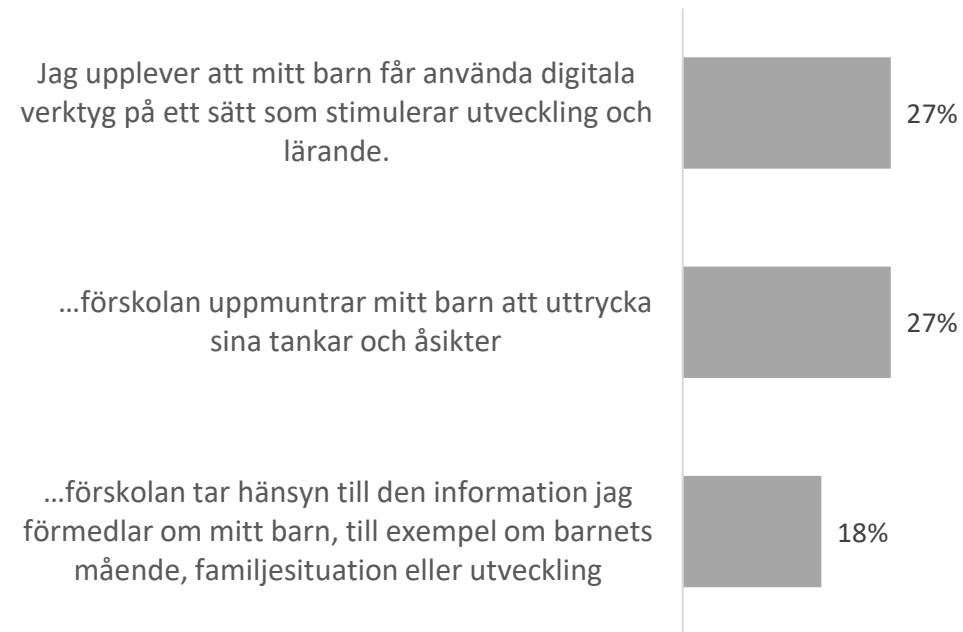 Jag upplever att mitt barn får använda digitala
verktyg på ett sätt som stimulerar utveckling och
lärande.
27%
…förskolan uppmuntrar mitt barn att uttrycka
sina tankar och åsikter
27%
…förskolan tar hänsyn till den information jag
förmedlar om mitt barn, till exempel om barnets
mående, familjesituation eller utveckling
18%